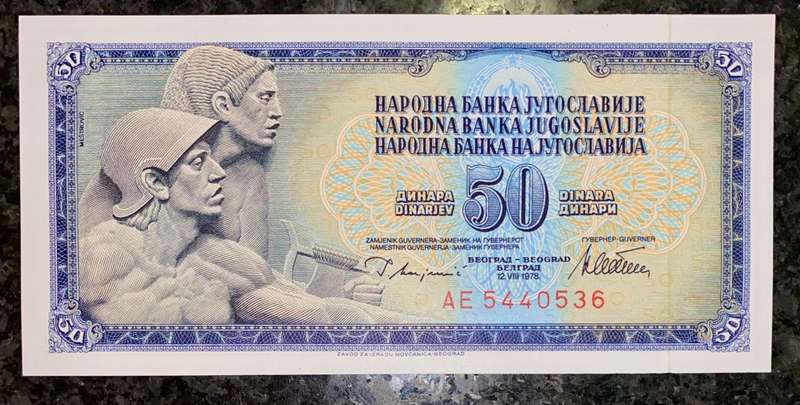 50
50
MEŠTROVIĆ
НАРОДНА БАНКА ЈУГОСЛАВИЈЕ
NARODNA BANKA JUGOSLAVIJE
НАРОДНА БАНКА НА ЈУГОСЛАВИЈА
ДИНАРА 50 DINARA
DINARJEV ДИНАРИ
ZAMJENIK GUVERNERA-ЗАМЕНИК НА ГУВЕРНЕРОТ
NAMESTNIK GUVERNERJA-ЗАМЕНИК ГУВЕРНЕРА
ГУВЕРНЕР-GUVERNER
БЕОГРАД - BEOGRAD
БЕЛГРАД
12.VIII 1978.
AE 5440536
50
50
ZAVOD ZA IZRADU NOVČANICA-BEOGRAD